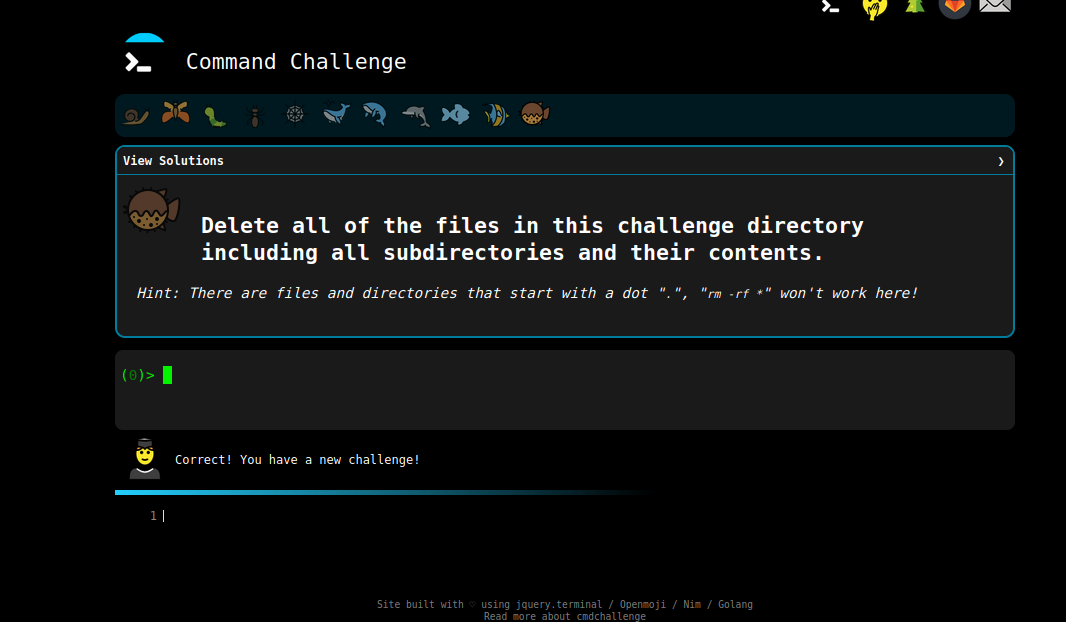 Command Challenge
View Solutions ❯
Delete all of the files in this challenge directory
including all subdirectories and their contents.
Hint: There are files and directories that start with a dot ".", "rm -rf *" won't work here!
(0)>
Correct! You have a new challenge!
1
Site built with ♡ using jquery.terminal / Openmoji / Nim / Golang
Read more about cmdchallenge